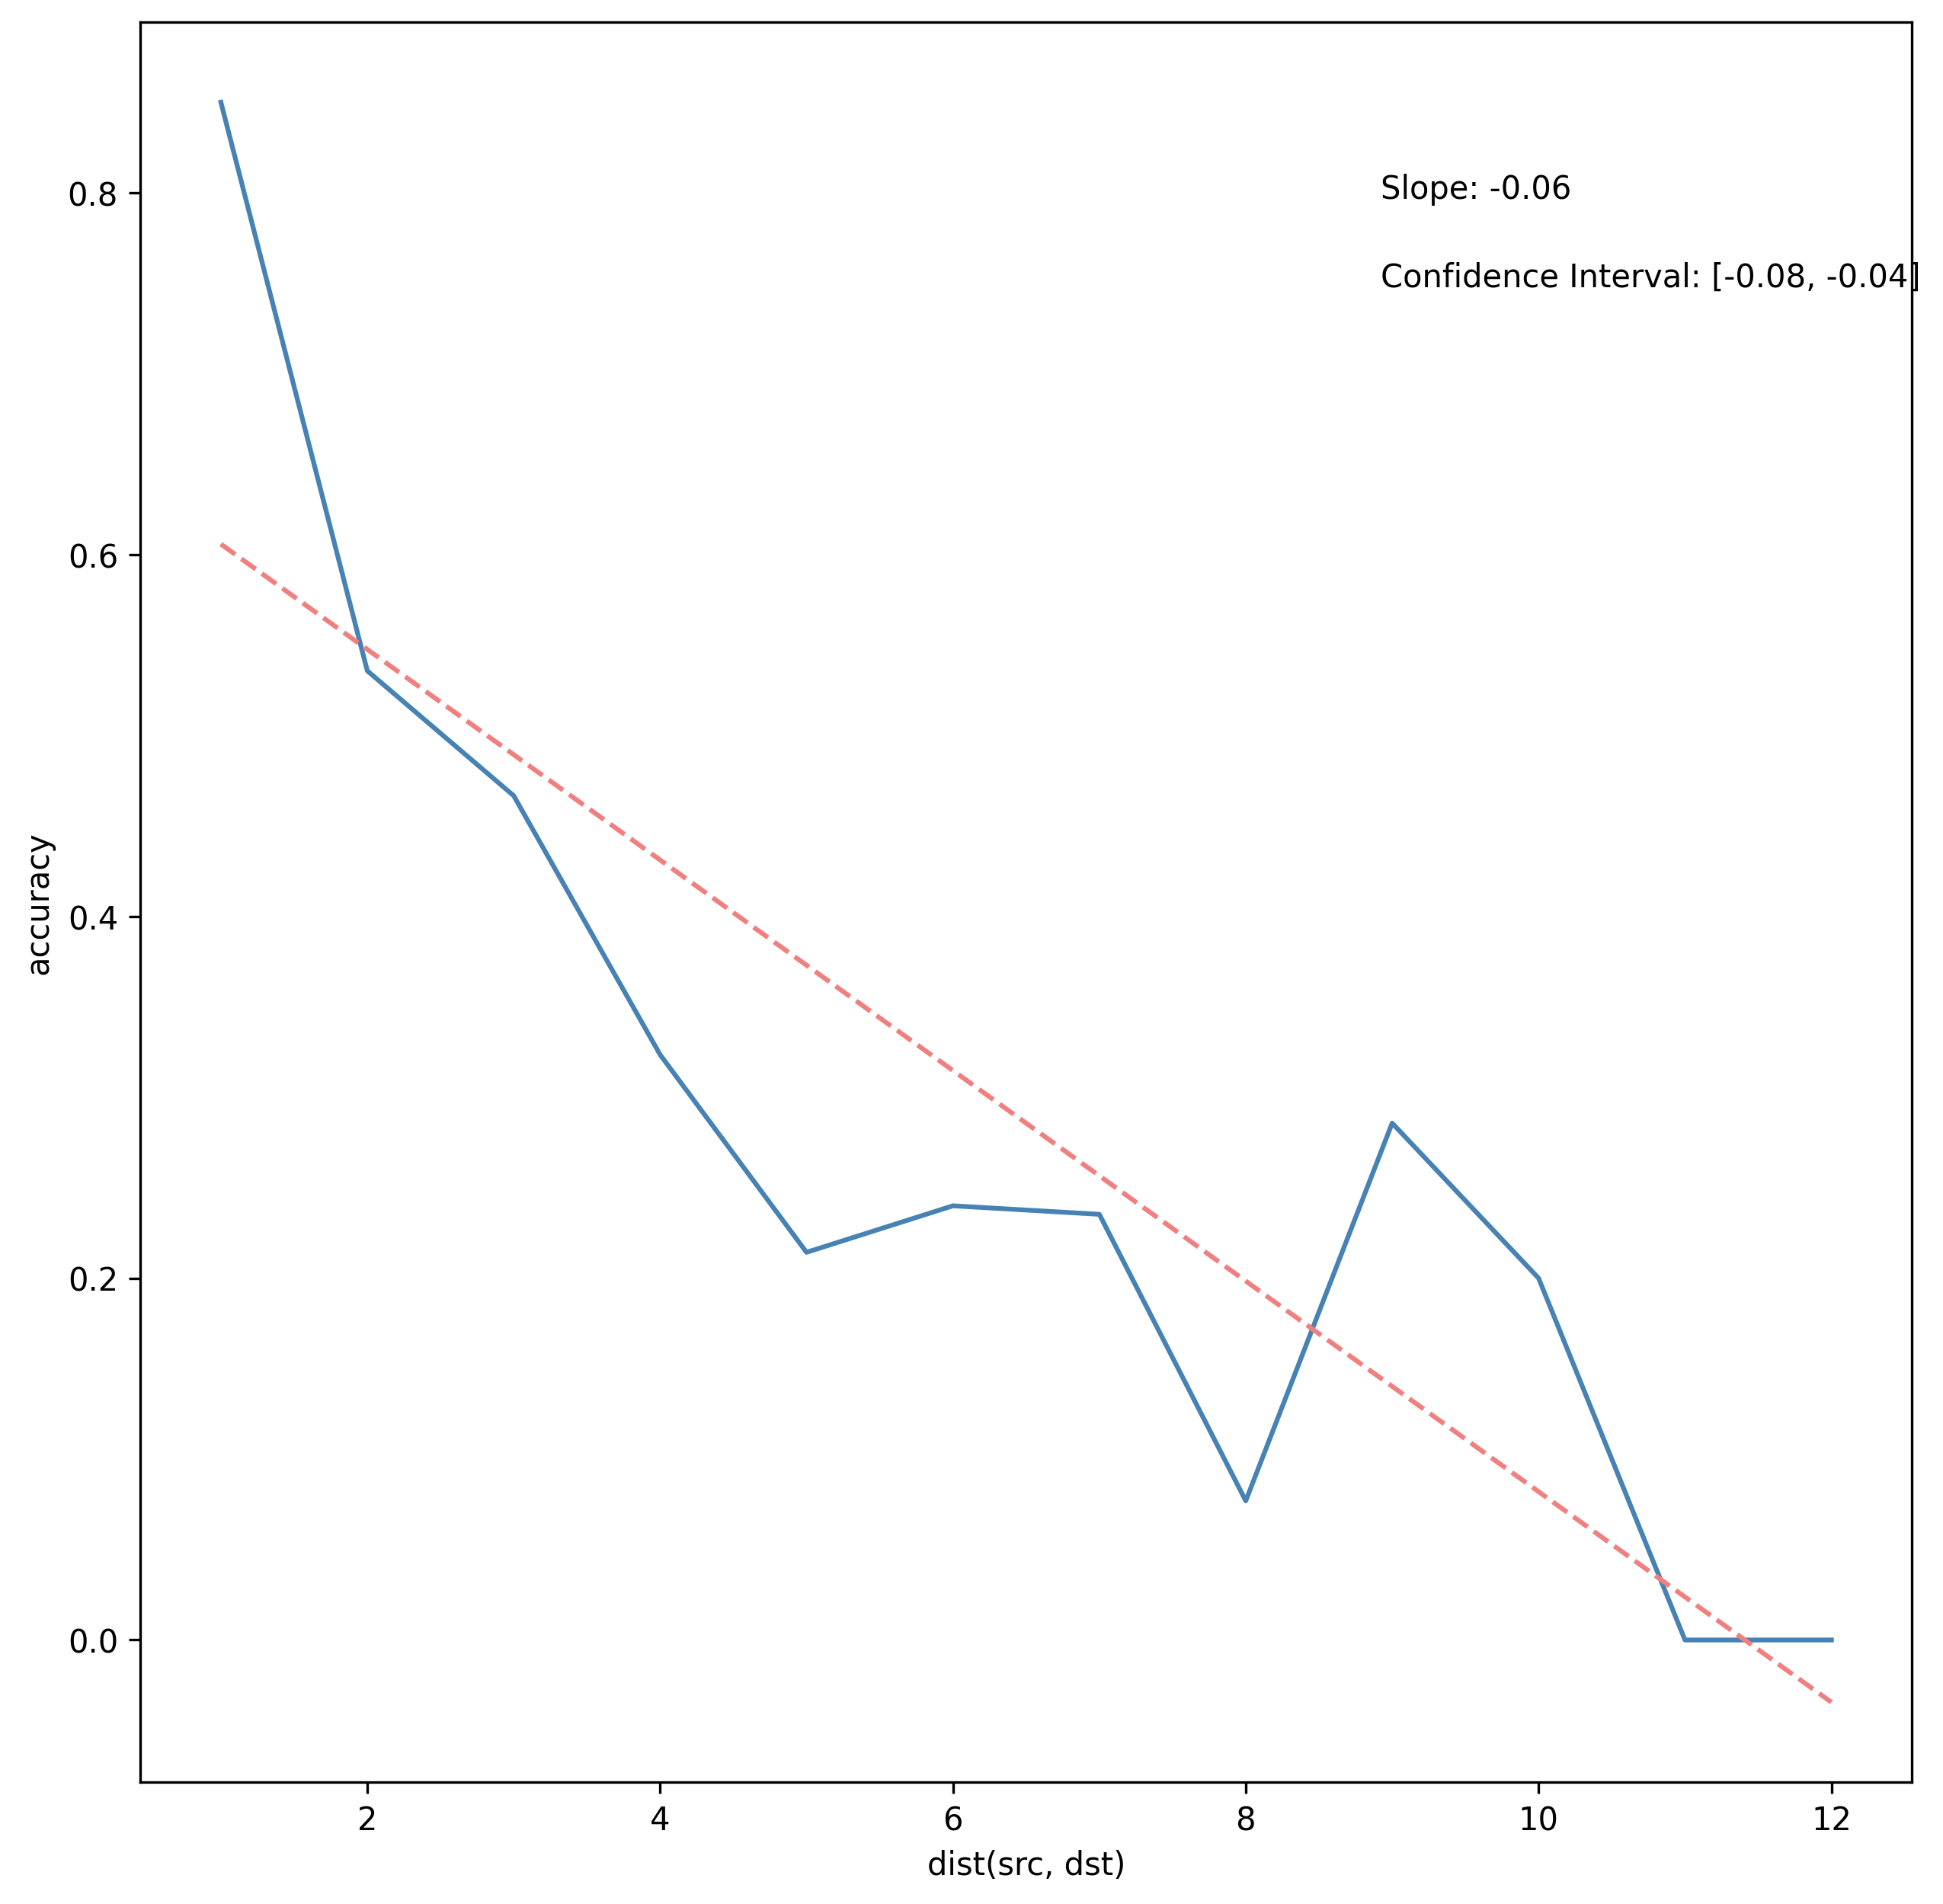 Slope: -0.06
Confidence Interval: [-0.08, -0.04]
0.8
0.6
0.4
0.2
0.0
accuracy
2 4 6 8 10 12
dist(src, dst)